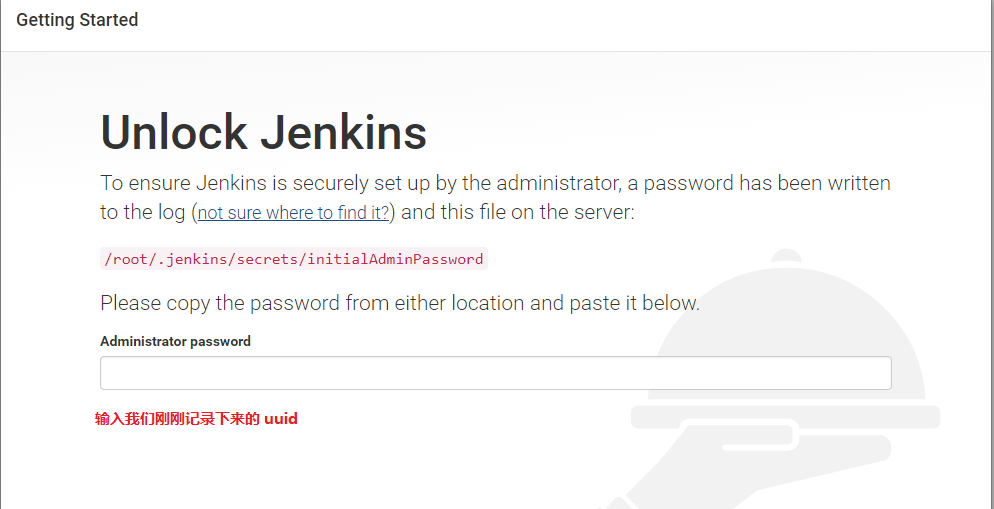 Getting Started
Unlock Jenkins
To ensure Jenkins is securely set up by the administrator, a password has been written
to the log (not sure where to find it?) and this file on the server:
/root/.jenkins/secrets/initialAdminPassword
Please copy the password from either location and paste it below.
Administrator password
输入我们刚刚记录下来的 uuid